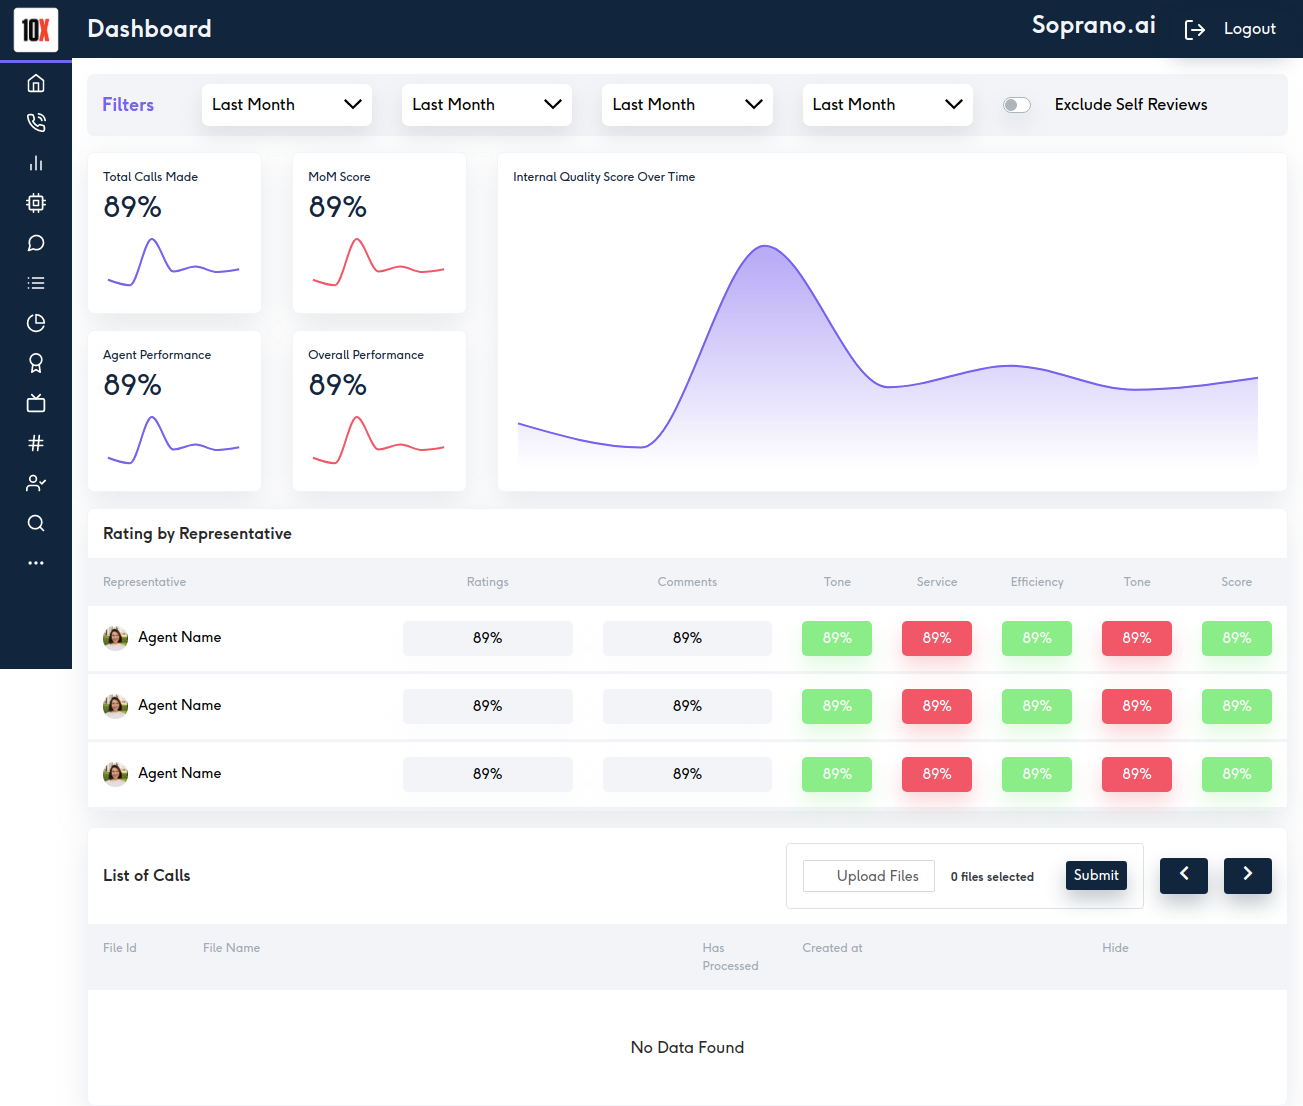 10X
Dashboard
Soprano.ai
Logout
Filters
Last Month
Last Month
Last Month
Last Month
Exclude Self Reviews
Total Calls Made
89%
MoM Score
89%
Internal Quality Score Over Time
Agent Performance
89%
Overall Performance
89%
Rating by Representative
Representative Ratings Comments Tone Service Efficiency Tone Score
Agent Name 89% 89% 89% 89% 89% 89% 89%
Agent Name 89% 89% 89% 89% 89% 89% 89%
Agent Name 89% 89% 89% 89% 89% 89% 89%
List of Calls
Upload Files
0 files selected
Submit
File Id File Name Has Processed Created at Hide
No Data Found